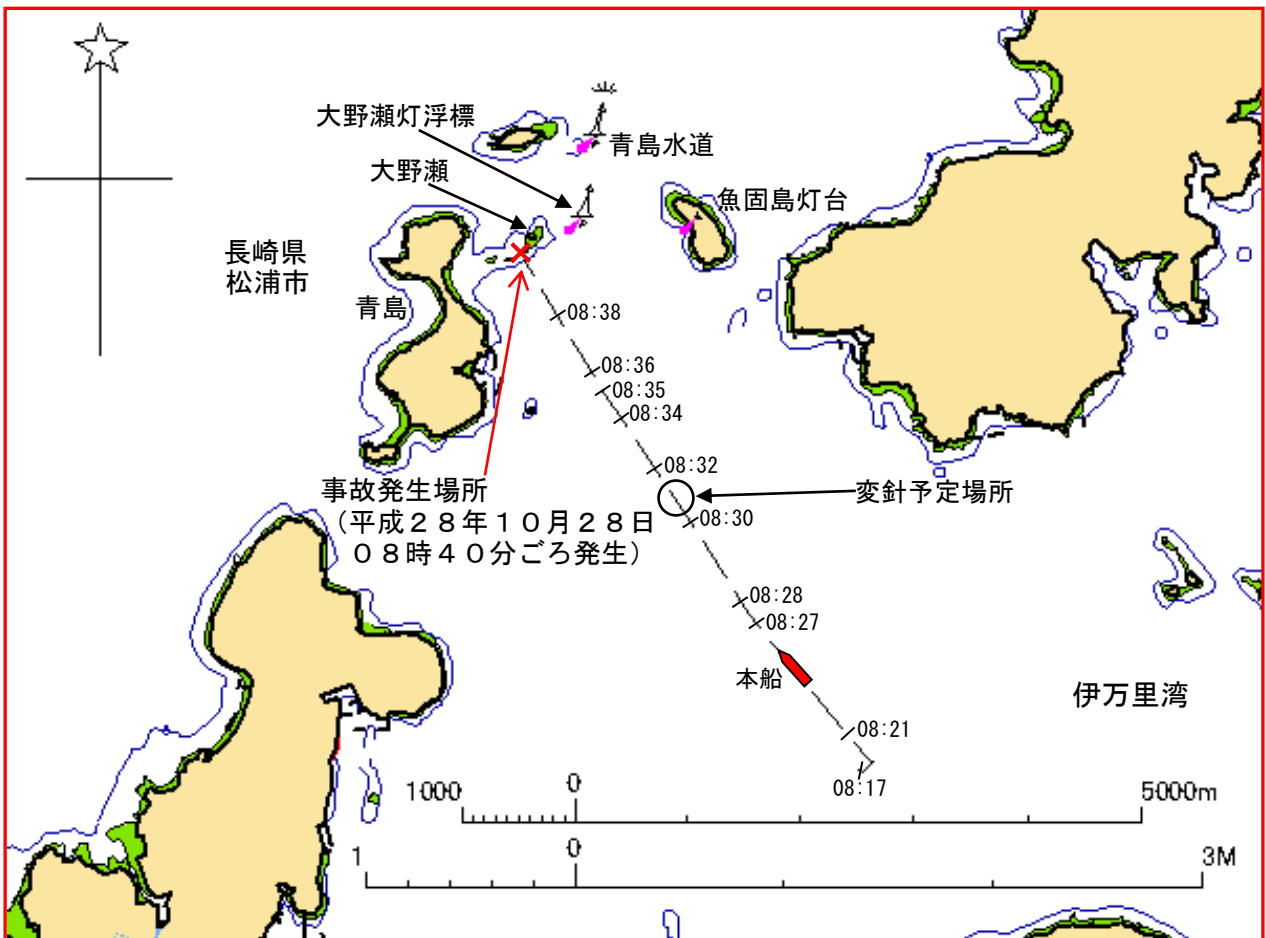 大野瀬灯浮標
青島水道
大野瀬
魚固島灯台
長崎県
松浦市
青島
08:38
08:36
08:35
08:34
08:32
事故発生場所
(平成28年10月28日
08時40分ごろ発生)
変針予定場所
08:30
08:28
08:27
本船
伊万里湾
08:21
08:17
1000
0
5000m
1
0
3M